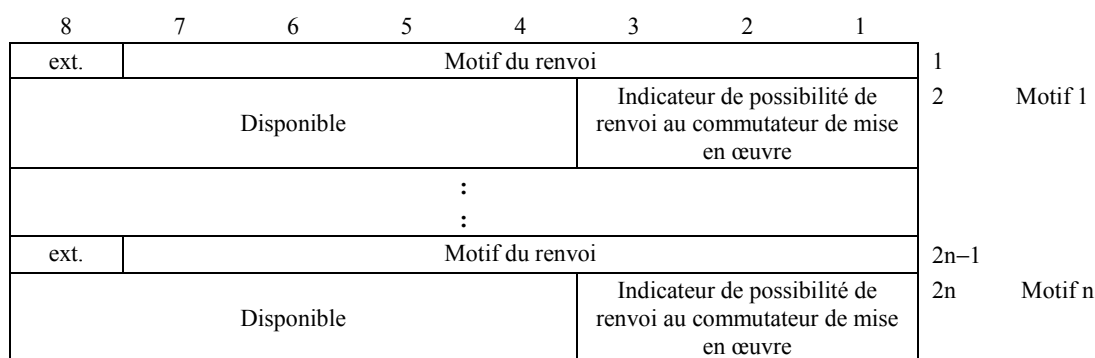 8 7 6 5 4 3 2 1
ext. Motif du renvoi 1
Disponible Indicateur de possibilité de renvoi au commutateur de mise en œuvre 2 Motif 1
:
:
ext. Motif du renvoi 2n−1
Disponible Indicateur de possibilité de renvoi au commutateur de mise en œuvre 2n Motif n